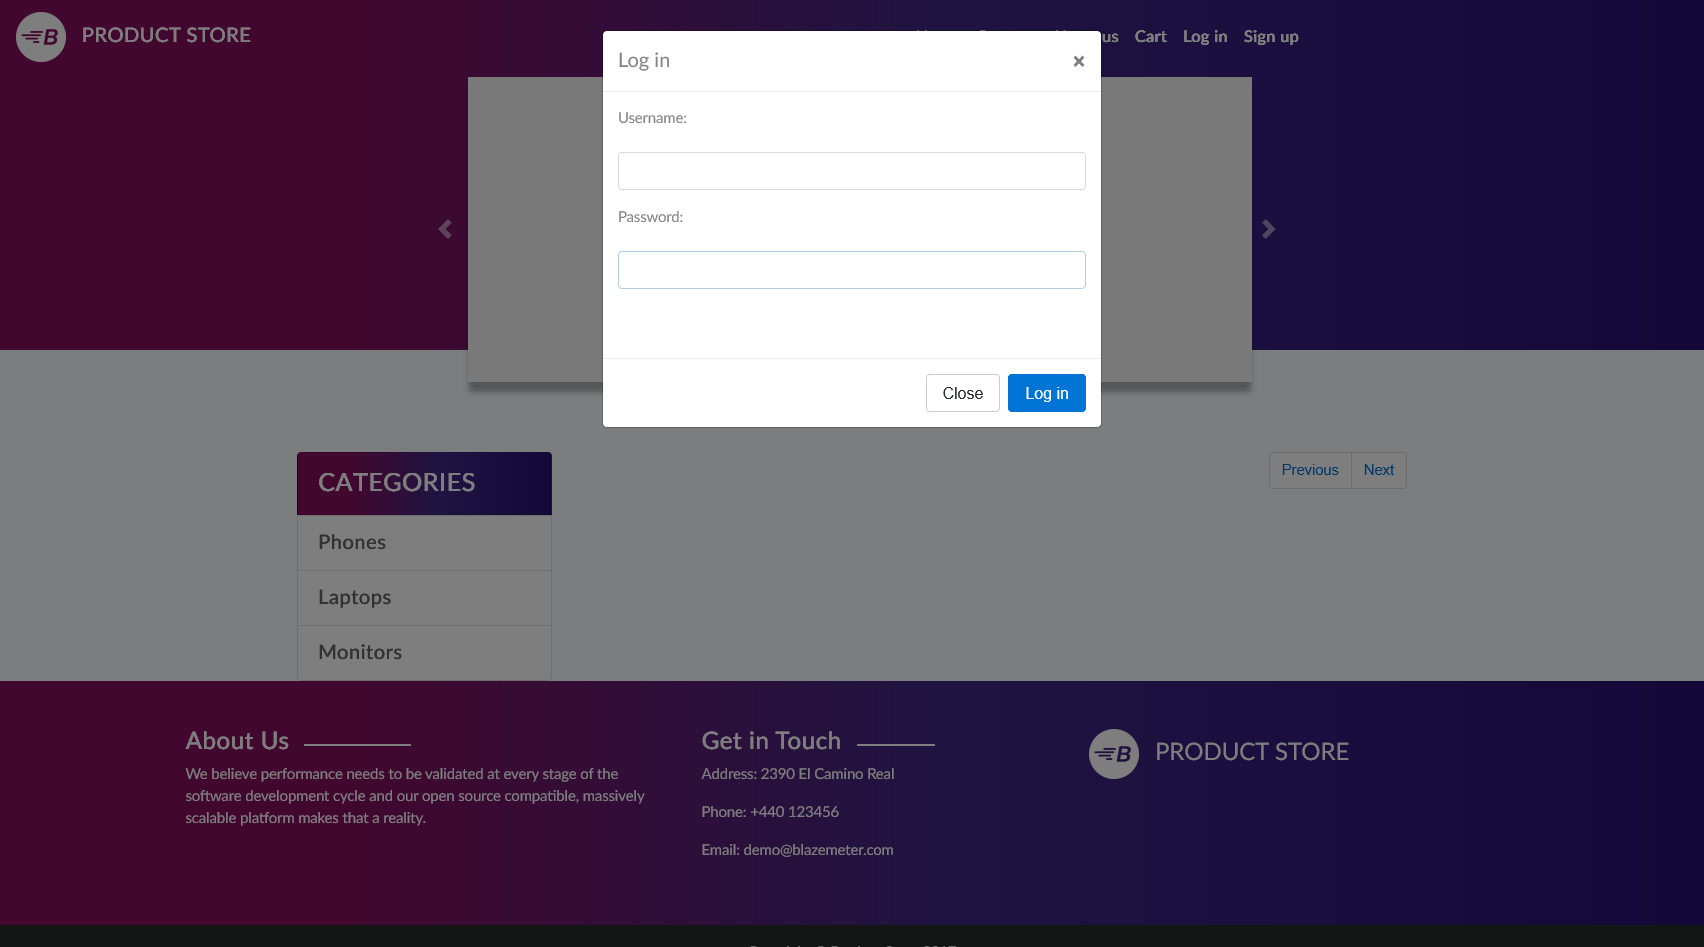 B PRODUCT STORE
us Cart Log in Sign up
Log in ×
Username:
Password:
Close Log in
CATEGORIES
Phones
Laptops
Monitors
Previous Next
About Us
We believe performance needs to be validated at every stage of the
software development cycle and our open source compatible, massively
scalable platform makes that a reality.
Get in Touch
Address: 2390 El Camino Real
Phone: +440 123456
Email: demo@blazemeter.com
B PRODUCT STORE